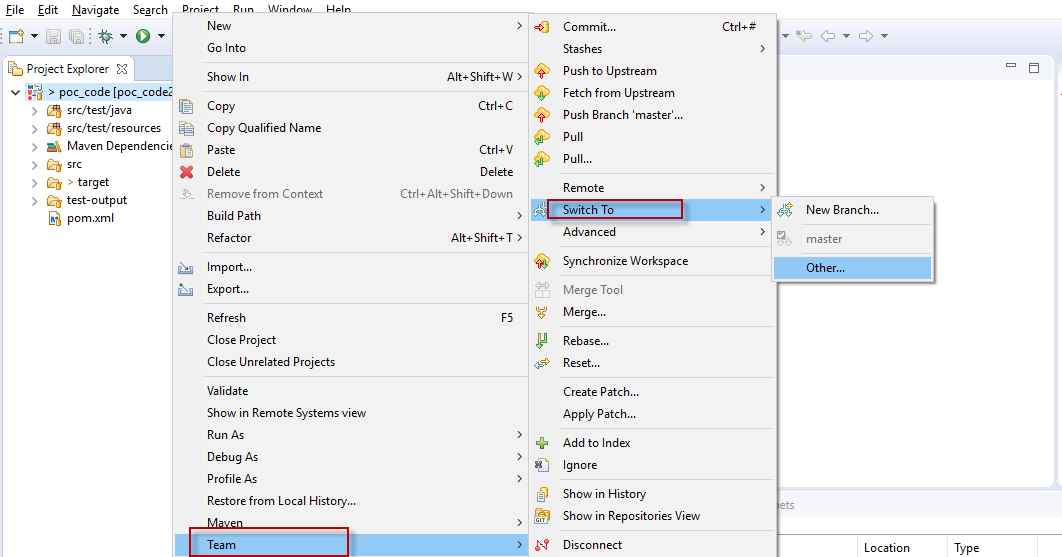 File Edit Navigate Search Project Run Window Help
Project Explorer
> poc_code [poc_code2
src/test/java
src/test/resources
Maven Dependencie
src
> target
test-output
pom.xml
New
Go Into
Show In Alt+Shift+W
Copy Ctrl+C
Copy Qualified Name
Paste Ctrl+V
Delete Delete
Remove from Context Ctrl+Alt+Shift+Down
Build Path
Refactor Alt+Shift+T
Import...
Export...
Refresh F5
Close Project
Close Unrelated Projects
Validate
Show in Remote Systems view
Run As
Debug As
Profile As
Restore from Local History...
Maven
Team
Commit... Ctrl+#
Stashes
Push to Upstream
Fetch from Upstream
Push Branch 'master'...
Pull
Pull...
Remote
Switch To
Advanced
Synchronize Workspace
Merge Tool
Merge...
Rebase...
Reset...
Create Patch...
Apply Patch...
Add to Index
Ignore
Show in History
GIT
Show in Repositories View
Disconnect
New Branch...
master
Other...
pets
Location Type